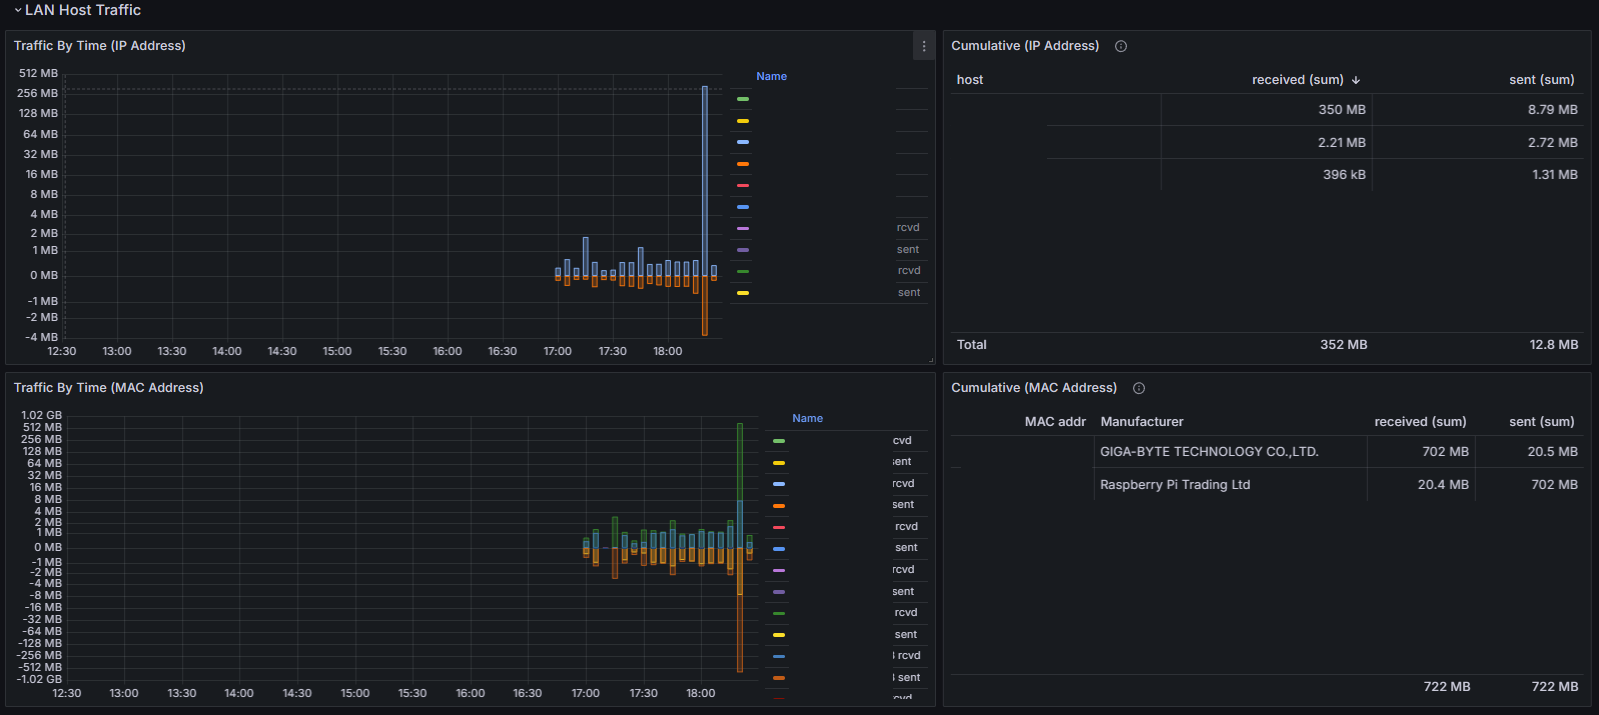 LAN Host Traffic
Traffic By Time (IP Address)
512 MB
256 MB
128 MB
64 MB
32 MB
16 MB
8 MB
4 MB
2 MB
1 MB
0 MB
-1 MB
-2 MB
-4 MB
12:30 13:00 13:30 14:00 14:30 15:00 15:30 16:00 16:30 17:00 17:30 18:00
Name
rcvd
sent
rcvd
sent
Cumulative (IP Address)
host received (sum) sent (sum)
350 MB 8.79 MB
2.21 MB 2.72 MB
396 kB 1.31 MB
Total 352 MB 12.8 MB
Traffic By Time (MAC Address)
1.02 GB
512 MB
256 MB
128 MB
64 MB
32 MB
16 MB
8 MB
4 MB
2 MB
1 MB
0 MB
-1 MB
-2 MB
-4 MB
-8 MB
-16 MB
-32 MB
-64 MB
-128 MB
-256 MB
-512 MB
-1.02 GB
12:30 13:00 13:30 14:00 14:30 15:00 15:30 16:00 16:30 17:00 17:30 18:00
Name
rcvd
sent
rcvd
sent
rcvd
sent
rcvd
sent
rcvd
sent
rcvd
sent
rcvd
Cumulative (MAC Address)
MAC addr Manufacturer received (sum) sent (sum)
GIGA-BYTE TECHNOLOGY CO.,LTD. 702 MB 20.5 MB
Raspberry Pi Trading Ltd 20.4 MB 702 MB
722 MB 722 MB